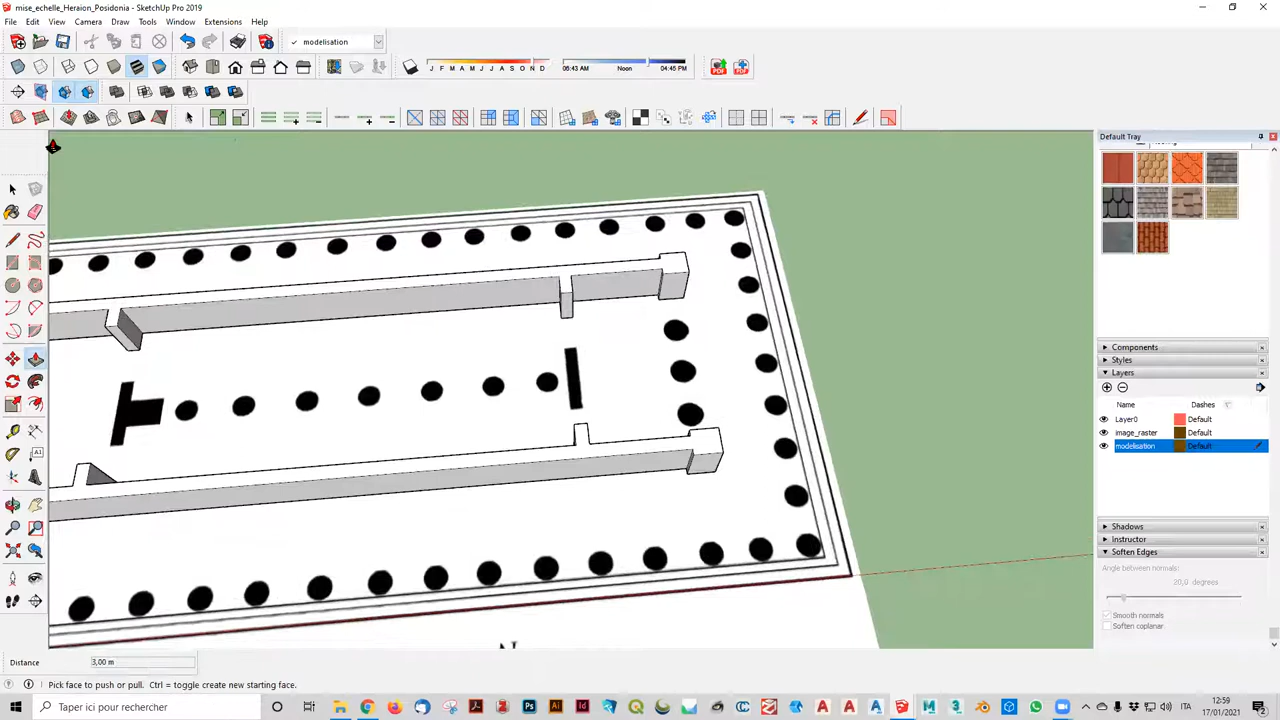 mise_echelle_Heraion_Posidonia - SketchUp Pro 2019
File Edit View Camera Draw Tools Window Extensions Help
modelisation
J F M A M J J A S O N D
06:43 AM Noon 04:45 PM
Default Tray
Components
Styles
Layers
Name Dashes
Layer0 Default
image_raster Default
modelisation Default
Shadows
Instructor
Soften Edges
Angle between normals:
20,0 degrees
Smooth normals
Soften coplanar
Distance 3,00 m
Pick face to push or pull. Ctrl = toggle create new starting face.
Taper ici pour rechercher
ITA
12:59
17/01/2021